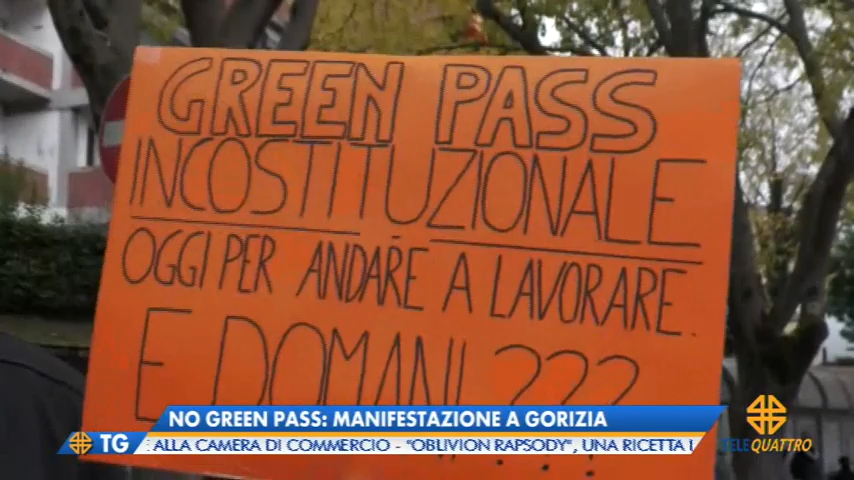 GREEN PASS
INCOSTITUZIONALE
OGGI PER ANDARE A LAVORARE.
E DOMANI ???
NO GREEN PASS: MANIFESTAZIONE A GORIZIA
TG
E ALLA CAMERA DI COMMERCIO - "OBLIVION RAPSODY", UNA RICETTA
TELEQUATTRO